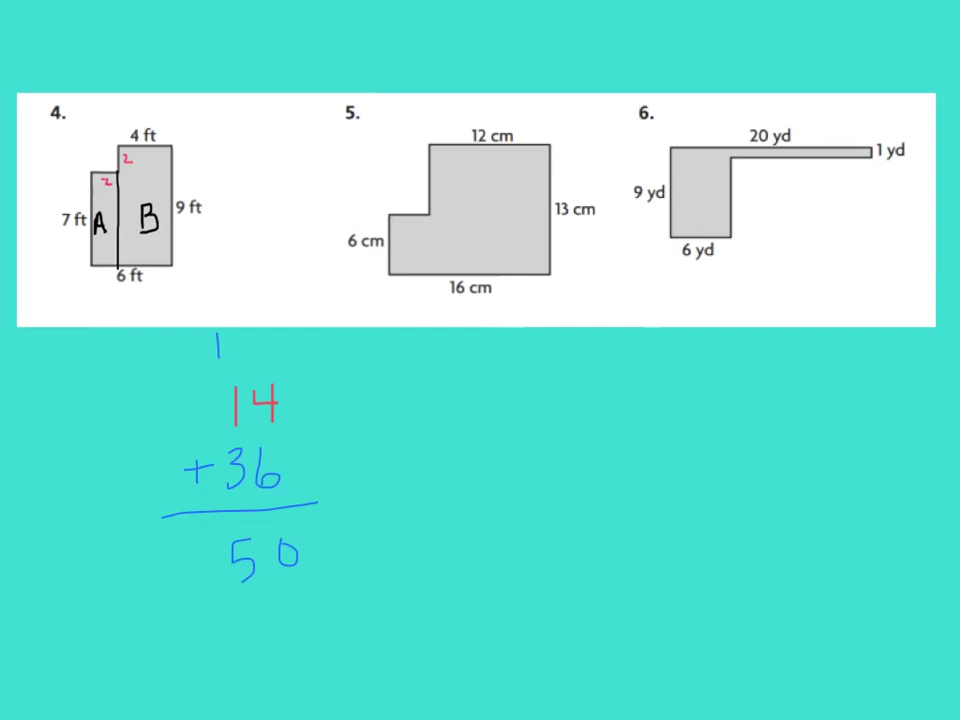 4. 5. 6.
4 ft 12 cm 20 yd
2 1 yd
2
7 ft A B 9 ft 13 cm 9 yd
6 cm
6 ft 16 cm 6 yd
1
14
+36
50